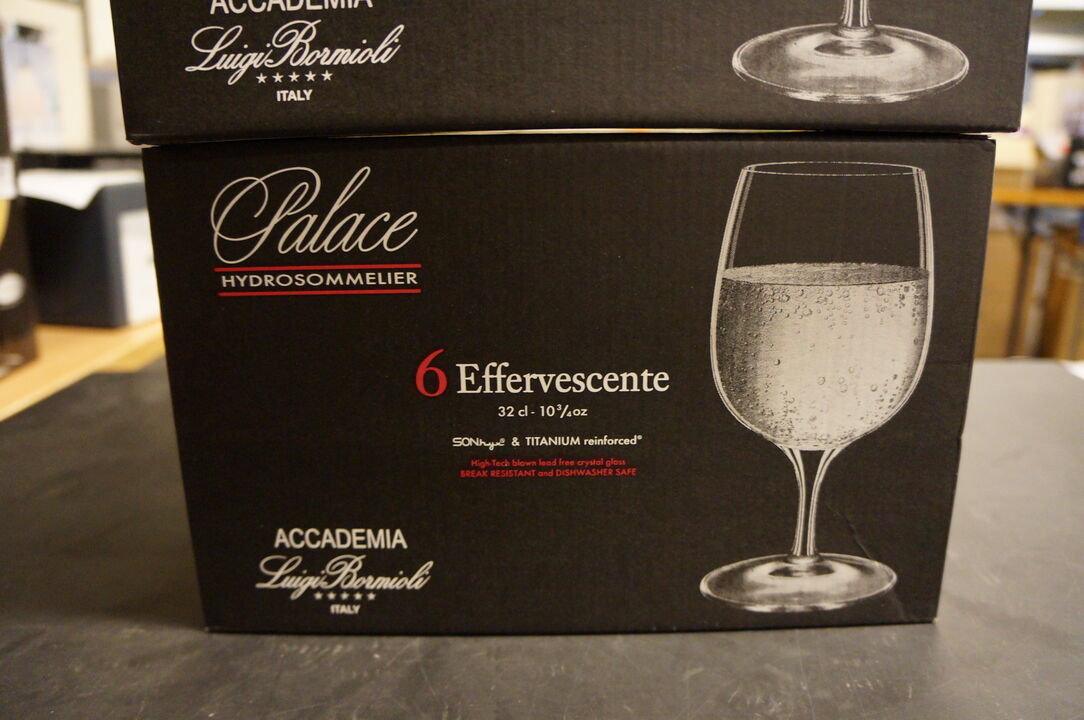 ACCADEMIA
Luigi Bormioli
★★★★★
ITALY
Palace
HYDROSOMMELIER
6 Effervescente
32 cl - 10 3/4 oz
SONhyx® & TITANIUM reinforced®
High-Tech blown lead free crystal glass
BREAK RESISTANT and DISHWASHER SAFE
ACCADEMIA
Luigi Bormioli
★★★★★
ITALY